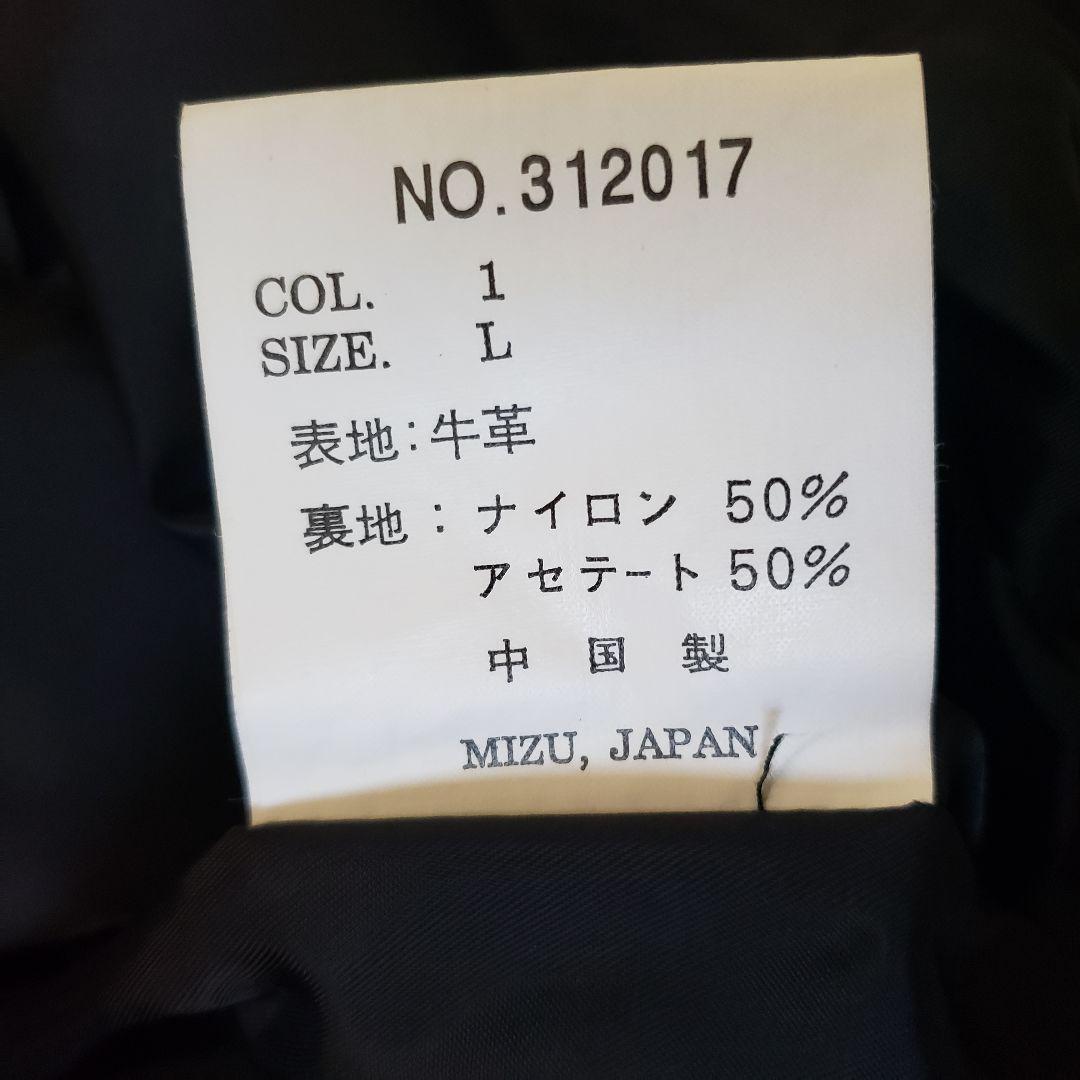 NO.312017
COL. 1
SIZE. L
表地:牛革
裏地:ナイロン 50%
アセテート 50%
中国製
MIZU, JAPAN